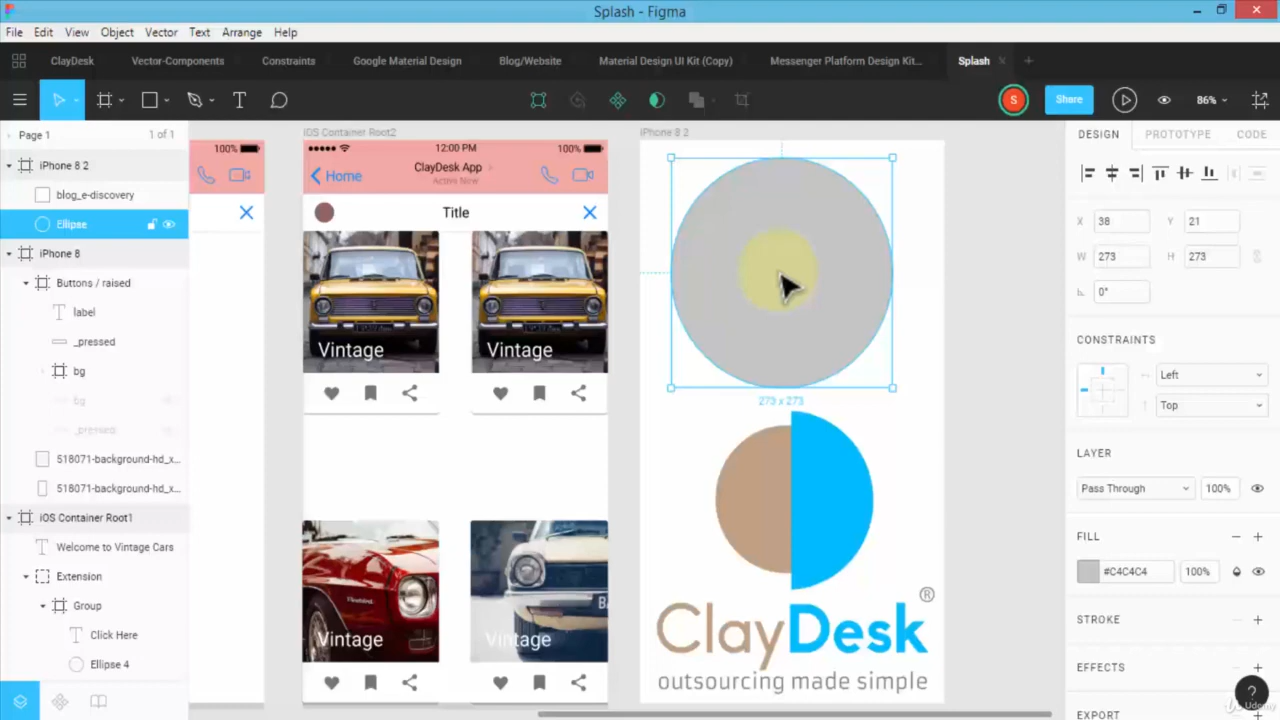 Splash - Figma
File Edit View Object Vector Text Arrange Help
ClayDesk Vector-Components Constraints Google Material Design Blog/Website Material Design UI Kit (Copy) Messenger Platform Design Kit... Splash
S Share 86%
Page 1 1 of 1
iPhone 8 2
blog_e-discovery
Ellipse
iPhone 8
Buttons / raised
label
_pressed
bg
bg
_pressed
518071-background-hd_x...
518071-background-hd_x...
iOS Container Root1
Welcome to Vintage Cars
Extension
Group
Click Here
Ellipse 4
100%
iOS Container Root2
12:00 PM 100%
Home ClayDesk App
Active Now
Title
Vintage Vintage
Vintage Vintage
iPhone 8 2
273 x 273
ClayDesk®
outsourcing made simple
DESIGN PROTOTYPE CODE
X 38 Y 21
W 273 H 273
0°
CONSTRAINTS
Left
Top
LAYER
Pass Through 100%
FILL
#C4C4C4 100%
STROKE
EFFECTS
EXPORT
?
Udemy